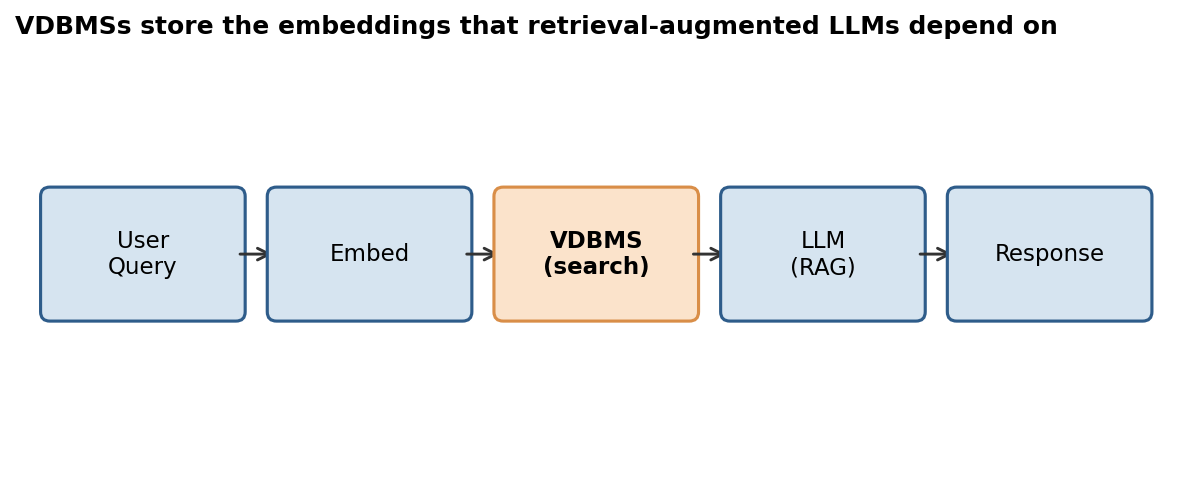 VDBMSs store the embeddings that retrieval-augmented LLMs depend on
User
Query
Embed
VDBMS
(search)
LLM
(RAG)
Response